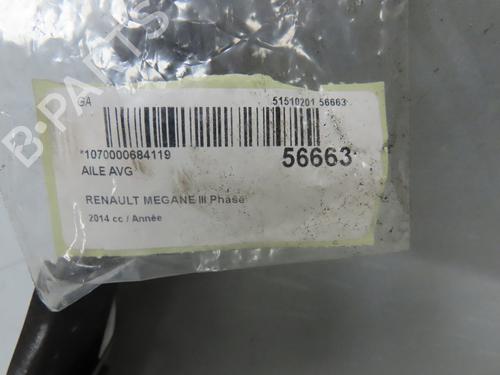 GA 51510201 56663
*1070000684119 56663
AILE AVG
RENAULT MEGANE III Phase
2014 cc / Année
B-PARTS